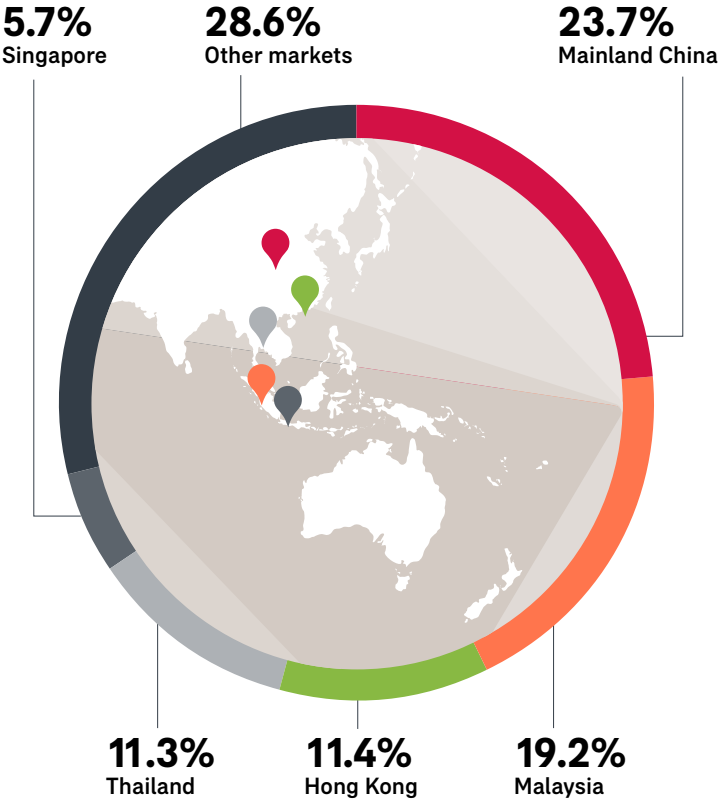 5.7%
Singapore
28.6%
Other markets
23.7%
Mainland China
11.3%
Thailand
11.4%
Hong Kong
19.2%
Malaysia